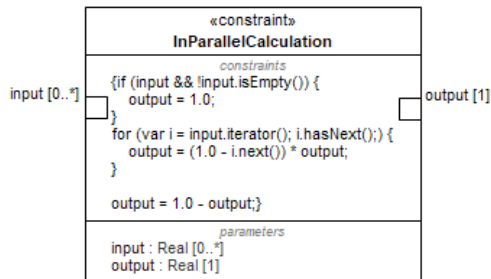 «constraint»
InParallelCalculation
constraints
{if (input && !input.isEmpty()) {
output = 1.0;
}
for (var i = input.iterator(); i.hasNext();) {
output = (1.0 - i.next()) * output;
}
output = 1.0 - output;}
input [0..*]
output [1]
parameters
input : Real [0..*]
output : Real [1]